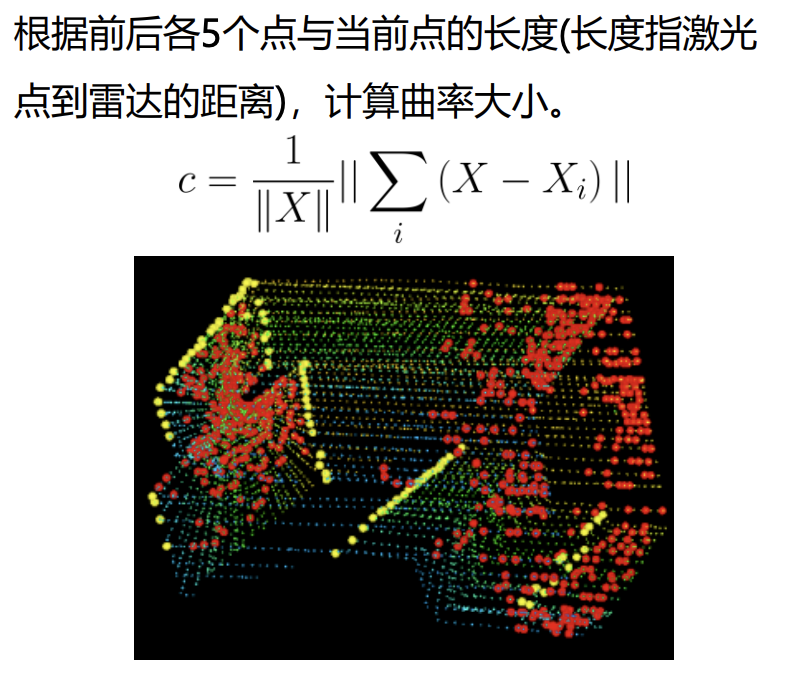 根据前后各5个点与当前点的长度(长度指激光
点到雷达的距离)，计算曲率大小。
c = \frac{1}{\|X\|} || \sum_{i} (X - X_i) ||